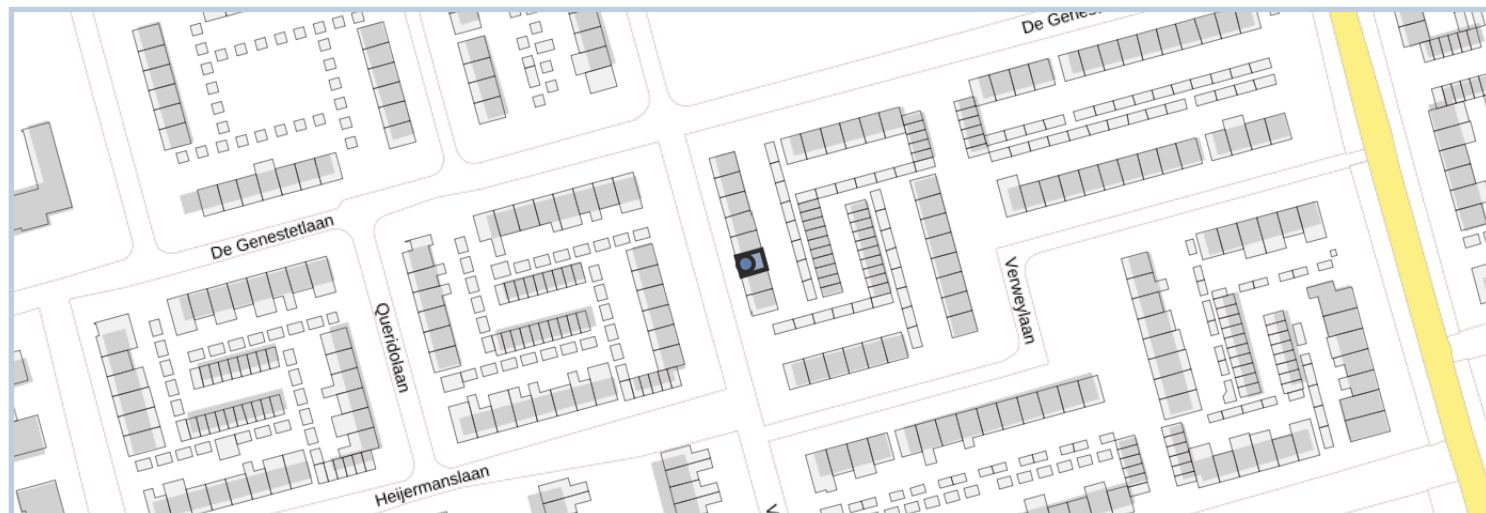 De Genes
De Genestetlaan
Queridolaan
Verweylaan
Heijermanslaan
V